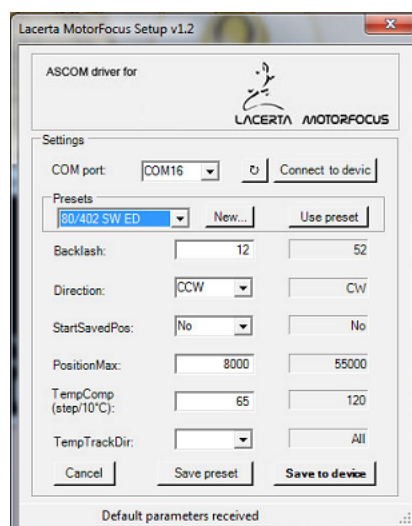 Lacerta MotorFocus Setup v1.2
ASCOM driver for
LACERTA MOTORFOCUS
Settings
COM port: COM16 ↻ Connect to devic
Presets
80/402 SW ED New... Use preset
Backlash: 12 52
Direction: CCW CW
StartSavedPos: No No
PositionMax: 8000 55000
TempComp
(step/10°C): 65 120
TempTrackDir: All
Cancel Save preset Save to device
Default parameters received